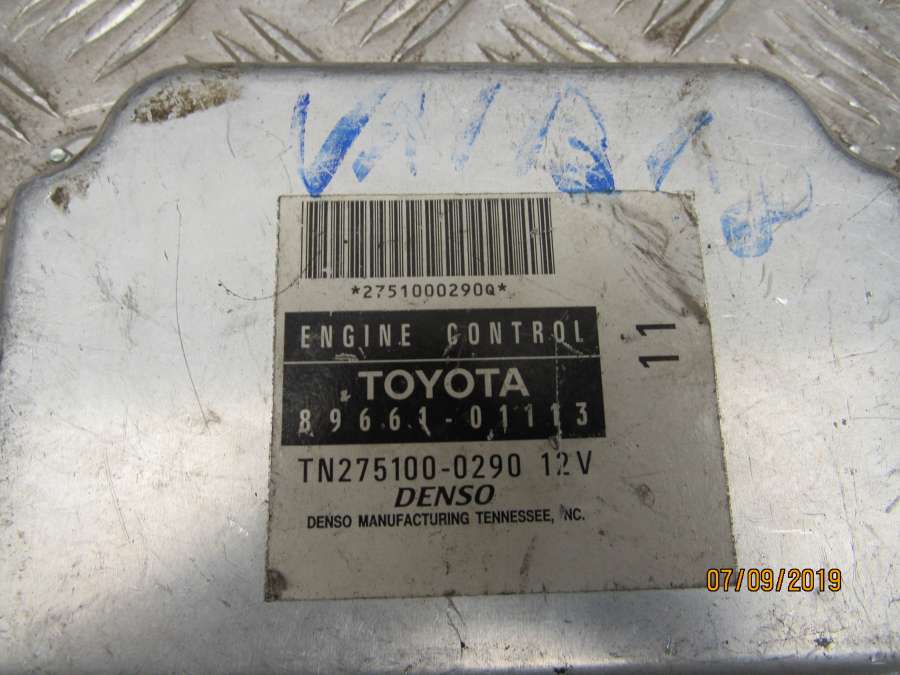 *2751000290Q*
ENGINE CONTROL
TOYOTA
89661-01113
11
TN275100-0290 12V
DENSO
DENSO MANUFACTURING TENNESSEE, INC.
07/09/2019